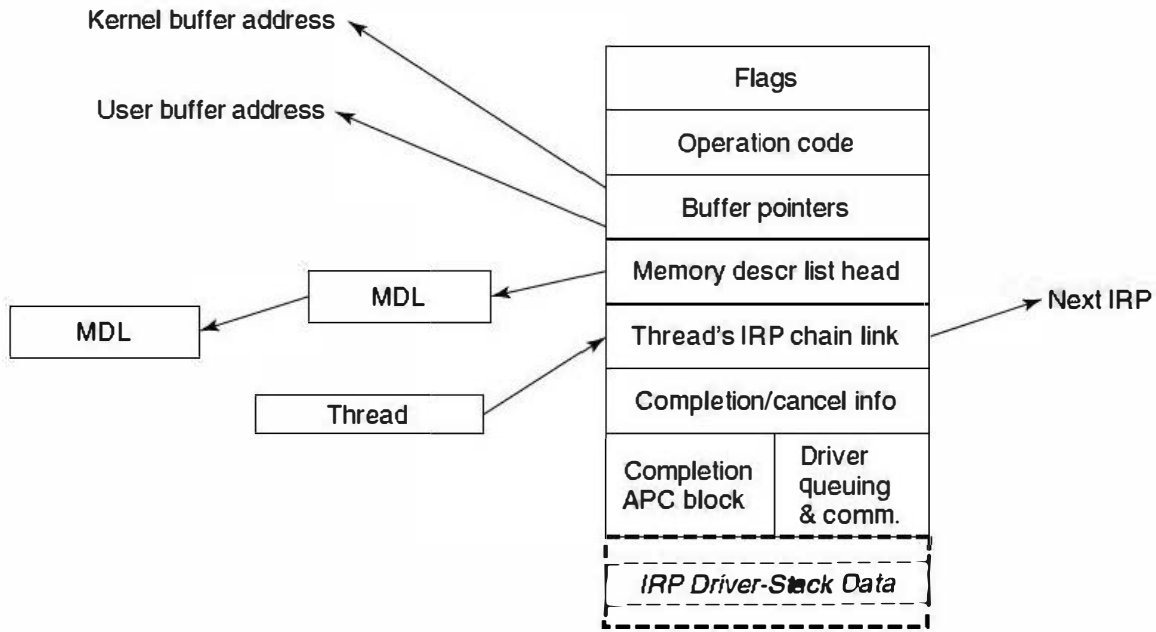 Kernel buffer address
User buffer address
Flags
Operation code
Buffer pointers
Memory descr list head
MDL
MDL
Thread's IRP chain link
Next IRP
Thread
Completion/cancel info
Completion
APC block
Driver
queuing
& comm.
IRP Driver-Stack Data